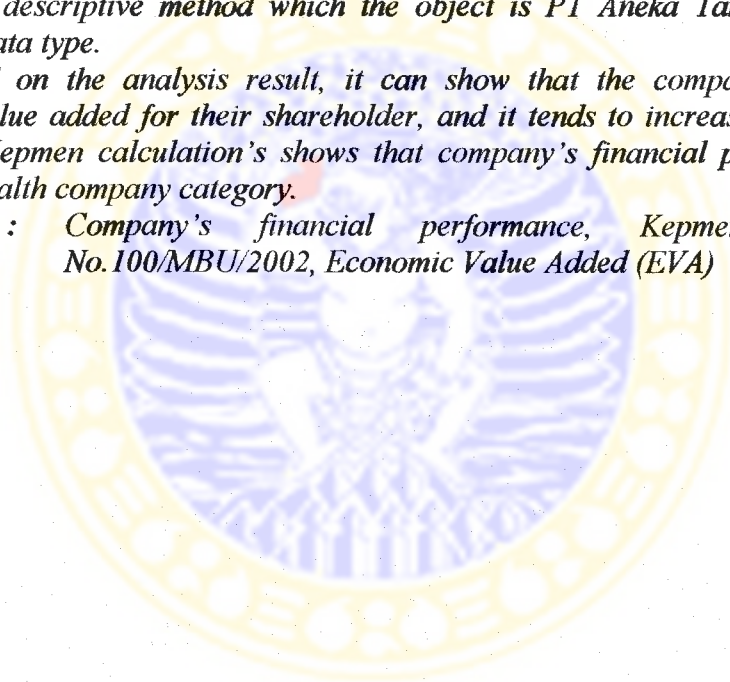 descriptive method which the object is PT Aneka Ta
ata type.
on the analysis result, it can show that the compa
lue added for their shareholder, and it tends to increas
Kepmen calculation's shows that company's financial p
alth company category.
: Company's financial performance, Kepme
No.100/MBU/2002, Economic Value Added (EVA)